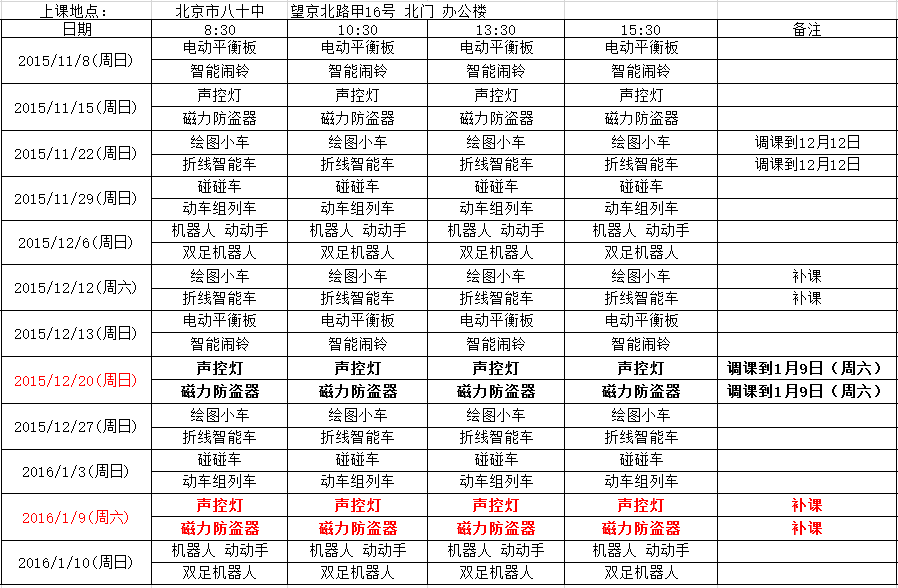 上课地点： 北京市八十中 望京北路甲16号 北门 办公楼
日期 8:30 10:30 13:30 15:30 备注
2015/11/8(周日) 电动平衡板 电动平衡板 电动平衡板 电动平衡板
智能闹铃 智能闹铃 智能闹铃 智能闹铃
2015/11/15(周日) 声控灯 声控灯 声控灯 声控灯
磁力防盗器 磁力防盗器 磁力防盗器 磁力防盗器
2015/11/22(周日) 绘图小车 绘图小车 绘图小车 绘图小车 调课到12月12日
折线智能车 折线智能车 折线智能车 折线智能车 调课到12月12日
2015/11/29(周日) 碰碰车 碰碰车 碰碰车 碰碰车
动车组列车 动车组列车 动车组列车 动车组列车
2015/12/6(周日) 机器人 动动手 机器人 动动手 机器人 动动手 机器人 动动手
双足机器人 双足机器人 双足机器人 双足机器人
2015/12/12(周六) 绘图小车 绘图小车 绘图小车 绘图小车 补课
折线智能车 折线智能车 折线智能车 折线智能车 补课
2015/12/13(周日) 电动平衡板 电动平衡板 电动平衡板 电动平衡板
智能闹铃 智能闹铃 智能闹铃 智能闹铃
2015/12/20(周日) 声控灯 声控灯 声控灯 声控灯 调课到1月9日（周六）
磁力防盗器 磁力防盗器 磁力防盗器 磁力防盗器 调课到1月9日（周六）
2015/12/27(周日) 绘图小车 绘图小车 绘图小车 绘图小车
折线智能车 折线智能车 折线智能车 折线智能车
2016/1/3(周日) 碰碰车 碰碰车 碰碰车 碰碰车
动车组列车 动车组列车 动车组列车 动车组列车
2016/1/9(周六) 声控灯 声控灯 声控灯 声控灯 补课
磁力防盗器 磁力防盗器 磁力防盗器 磁力防盗器 补课
2016/1/10(周日) 机器人 动动手 机器人 动动手 机器人 动动手 机器人 动动手
双足机器人 双足机器人 双足机器人 双足机器人